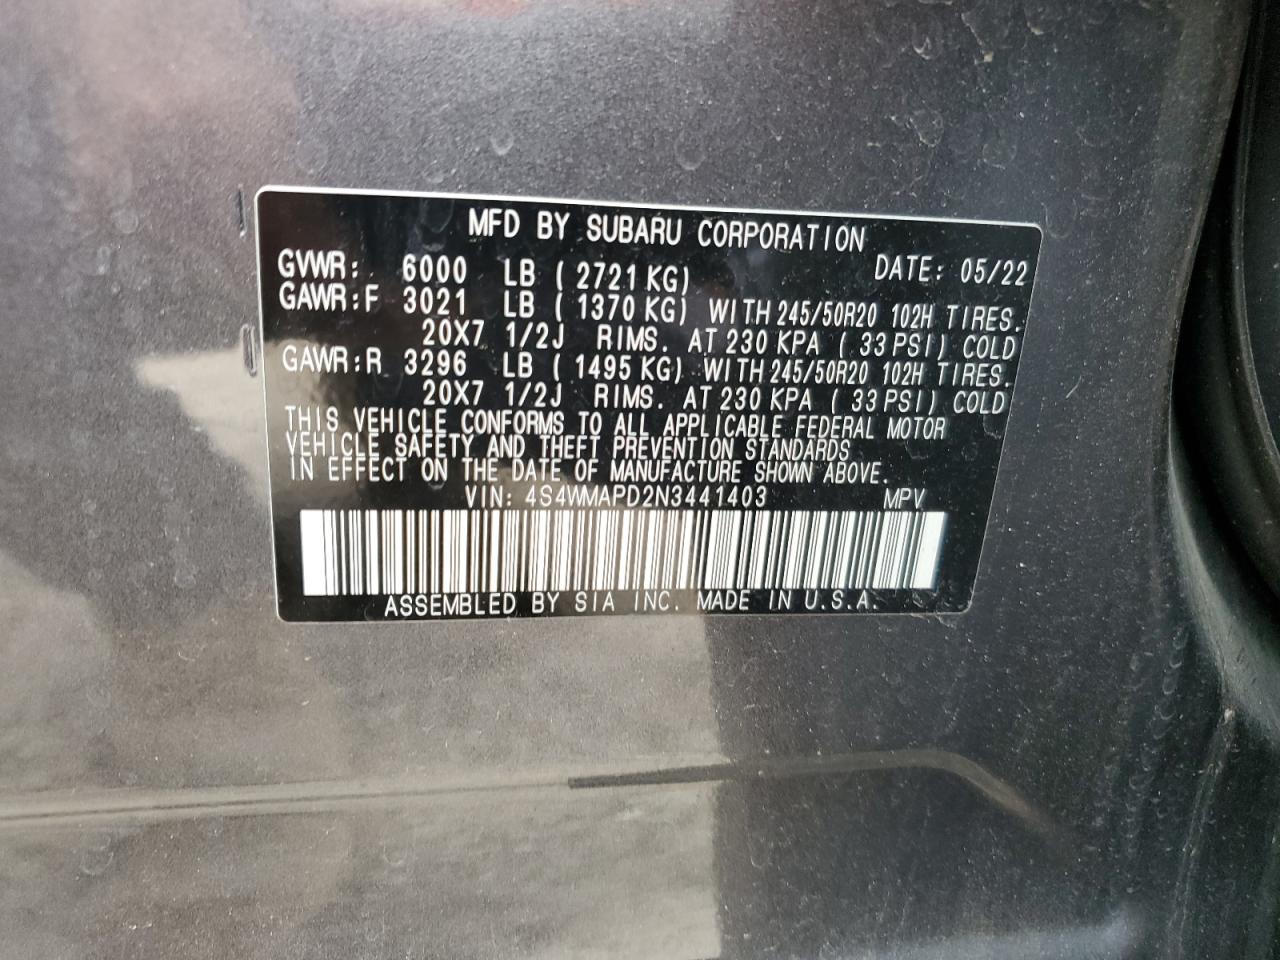 MFD BY SUBARU CORPORATION
GVWR: 6000 LB ( 2721 KG) DATE: 05/22
GAWR:F 3021 LB ( 1370 KG) WITH 245/50R20 102H TIRES.
20X7 1/2J RIMS. AT 230 KPA ( 33 PSI) COLD
GAWR:R 3296 LB ( 1495 KG) WITH 245/50R20 102H TIRES.
20X7 1/2J RIMS. AT 230 KPA ( 33 PSI) COLD
THIS VEHICLE CONFORMS TO ALL APPLICABLE FEDERAL MOTOR
VEHICLE SAFETY AND THEFT PREVENTION STANDARDS
IN EFFECT ON THE DATE OF MANUFACTURE SHOWN ABOVE.
VIN: 4S4WMAPD2N3441403 MPV
ASSEMBLED BY SIA INC. MADE IN U.S.A.